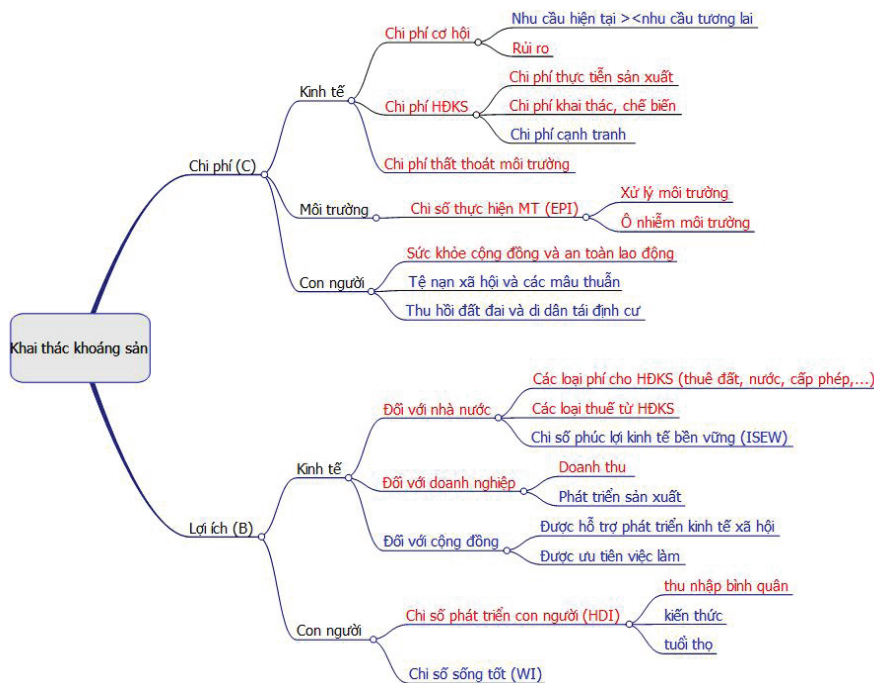 Khai thác khoáng sản
Chi phí (C)
Kinh tế
Chi phí cơ hội
Nhu cầu hiện tại ><nhu cầu tương lai
Rủi ro
Chi phí HĐKS
Chi phí thực tiễn sản xuất
Chi phí khai thác, chế biến
Chi phí cạnh tranh
Chi phí thất thoát môi trường
Môi trường
Chi số thực hiện MT (EPI)
Xử lý môi trường
Ô nhiễm môi trường
Con người
Sức khỏe cộng đồng và an toàn lao động
Tệ nạn xã hội và các mâu thuẫn
Thu hồi đất đai và di dân tái định cư
Lợi ích (B)
Kinh tế
Đối với nhà nước
Các loại phí cho HĐKS (thuê đất, nước, cấp phép,...)
Các loại thuế từ HĐKS
Chi số phúc lợi kinh tế bền vững (ISEW)
Đối với doanh nghiệp
Doanh thu
Phát triển sản xuất
Đối với cộng đồng
Được hỗ trợ phát triển kinh tế xã hội
Được ưu tiên việc làm
Con người
Chi số phát triển con người (HDI)
thu nhập bình quân
kiến thức
tuổi thọ
Chi số sống tốt (WI)